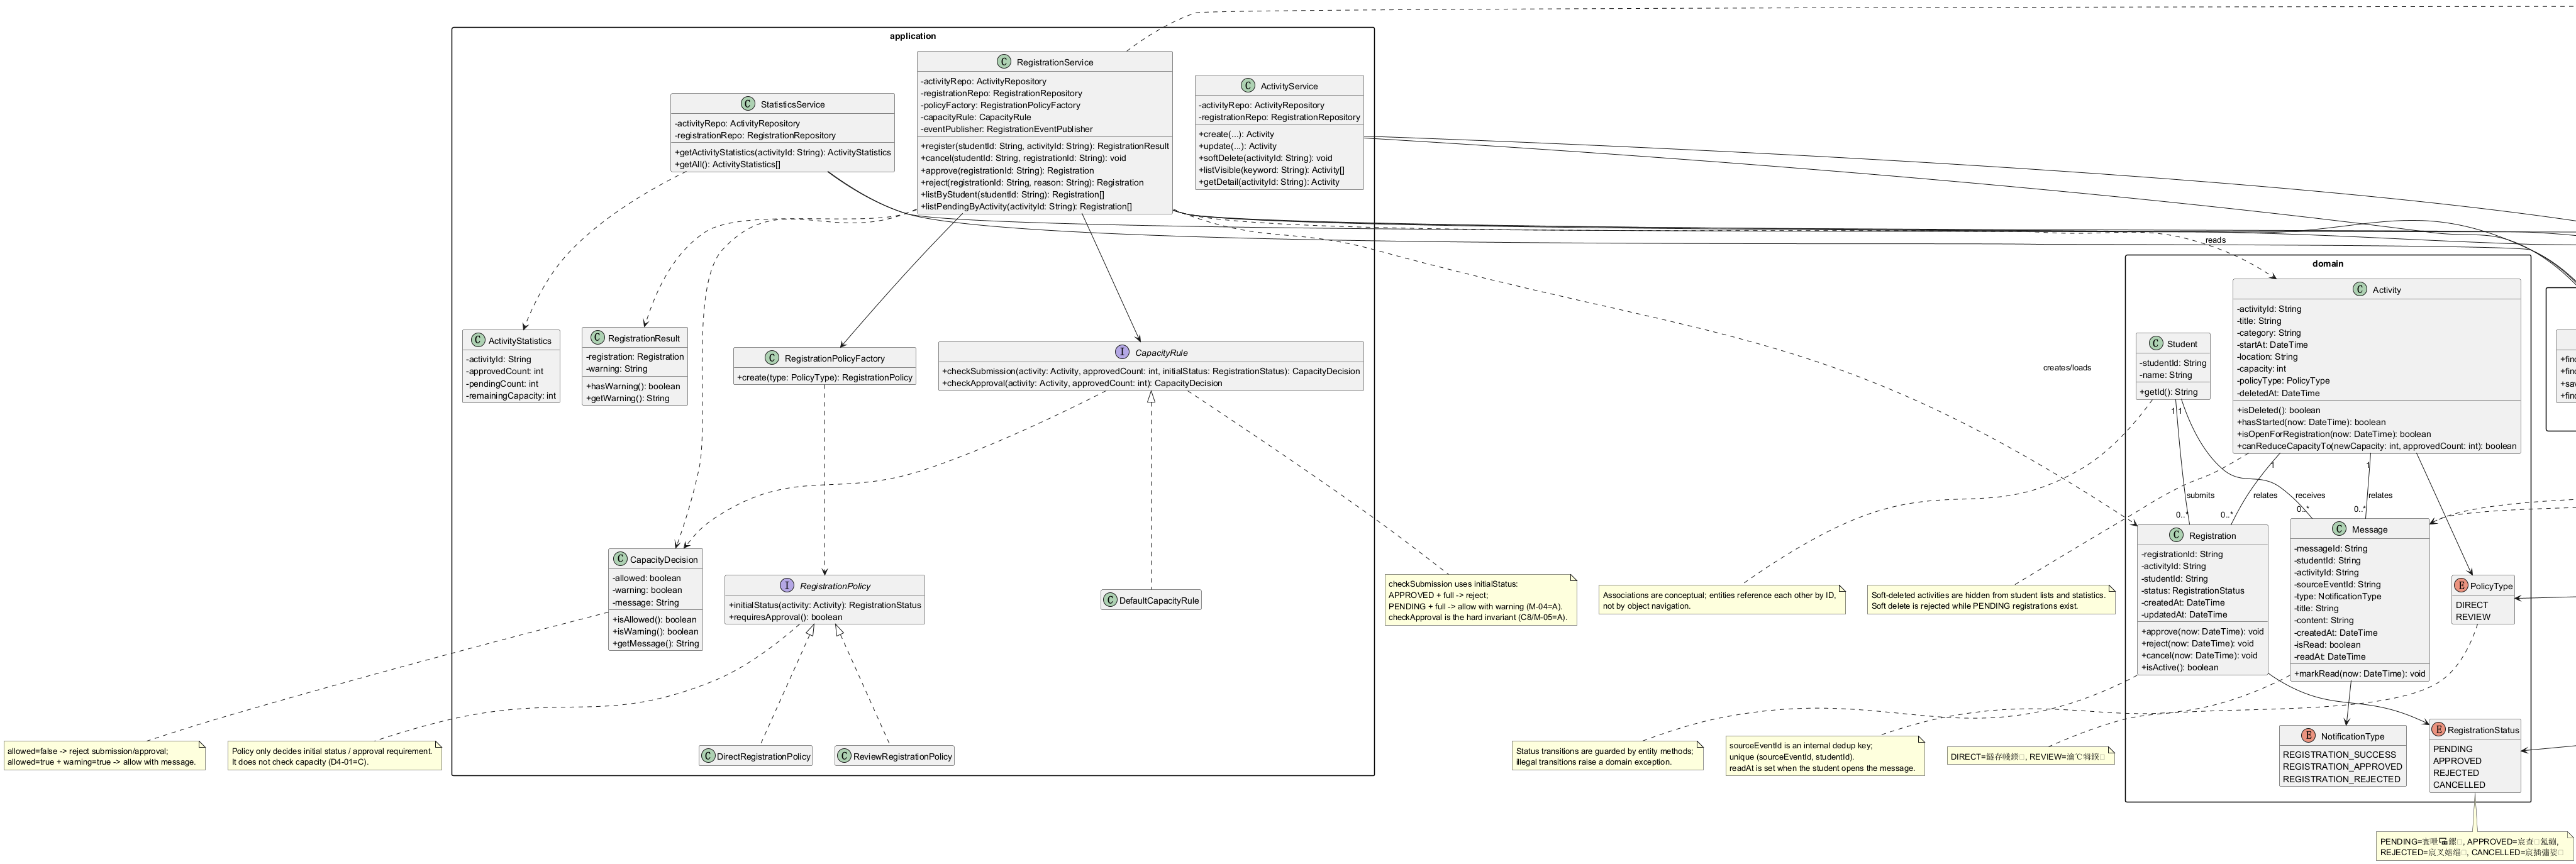 application
RegistrationService
-activityRepo: ActivityRepository
-registrationRepo: RegistrationRepository
-policyFactory: RegistrationPolicyFactory
-capacityRule: CapacityRule
-eventPublisher: RegistrationEventPublisher
+register(studentId: String, activityId: String): RegistrationResult
+cancel(studentId: String, registrationId: String): void
+approve(registrationId: String): Registration
+reject(registrationId: String, reason: String): Registration
+listByStudent(studentId: String): Registration[]
+listPendingByActivity(activityId: String): Registration[]
ActivityService
-activityRepo: ActivityRepository
-registrationRepo: RegistrationRepository
+create(...): Activity
+update(...): Activity
+softDelete(activityId: String): void
+listVisible(keyword: String): Activity[]
+getDetail(activityId: String): Activity
StatisticsService
-activityRepo: ActivityRepository
-registrationRepo: RegistrationRepository
+getActivityStatistics(activityId: String): ActivityStatistics
+getAll(): ActivityStatistics[]
ActivityStatistics
-activityId: String
-approvedCount: int
-pendingCount: int
-remainingCapacity: int
RegistrationResult
-registration: Registration
-warning: String
+hasWarning(): boolean
+getWarning(): String
RegistrationPolicyFactory
+create(type: PolicyType): RegistrationPolicy
CapacityRule
+checkSubmission(activity: Activity, approvedCount: int, initialStatus: RegistrationStatus): CapacityDecision
+checkApproval(activity: Activity, approvedCount: int): CapacityDecision
CapacityDecision
-allowed: boolean
-warning: boolean
-message: String
+isAllowed(): boolean
+isWarning(): boolean
+getMessage(): String
RegistrationPolicy
+initialStatus(activity: Activity): RegistrationStatus
+requiresApproval(): boolean
DefaultCapacityRule
DirectRegistrationPolicy
ReviewRegistrationPolicy
allowed=false -> reject submission/approval;
allowed=true + warning=true -> allow with message.
Policy only decides initial status / approval requirement.
It does not check capacity (D4-01=C).
checkSubmission uses initialStatus:
APPROVED + full -> reject;
PENDING + full -> allow with warning (M-04=A).
checkApproval is the hard invariant (C8/M-05=A).
Associations are conceptual; entities reference each other by ID,
not by object navigation.
Soft-deleted activities are hidden from student lists and statistics.
Soft delete is rejected while PENDING registrations exist.
reads
creates/loads
domain
Activity
-activityId: String
-title: String
-category: String
-startAt: DateTime
-location: String
-capacity: int
-policyType: PolicyType
-deletedAt: DateTime
+isDeleted(): boolean
+hasStarted(now: DateTime): boolean
+isOpenForRegistration(now: DateTime): boolean
+canReduceCapacityTo(newCapacity: int, approvedCount: int): boolean
Student
-studentId: String
-name: String
+getId(): String
1 1
1
1
submits
relates
receives
relates
0..*
0..*
0..*
0..*
Registration
-registrationId: String
-activityId: String
-studentId: String
-status: RegistrationStatus
-createdAt: DateTime
-updatedAt: DateTime
+approve(now: DateTime): void
+reject(now: DateTime): void
+cancel(now: DateTime): void
+isActive(): boolean
Message
-messageId: String
-studentId: String
-activityId: String
-sourceEventId: String
-type: NotificationType
-title: String
-content: String
-createdAt: DateTime
-isRead: boolean
-readAt: DateTime
+markRead(now: DateTime): void
PolicyType
DIRECT
REVIEW
NotificationType
REGISTRATION_SUCCESS
REGISTRATION_APPROVED
REGISTRATION_REJECTED
RegistrationStatus
PENDING
APPROVED
REJECTED
CANCELLED
Status transitions are guarded by entity methods;
illegal transitions raise a domain exception.
sourceEventId is an internal dedup key;
unique (sourceEventId, studentId).
readAt is set when the student opens the message.
DIRECT=
REVIEW=
PENDING=
APPROVED=
REJECTED=
CANCELLED=